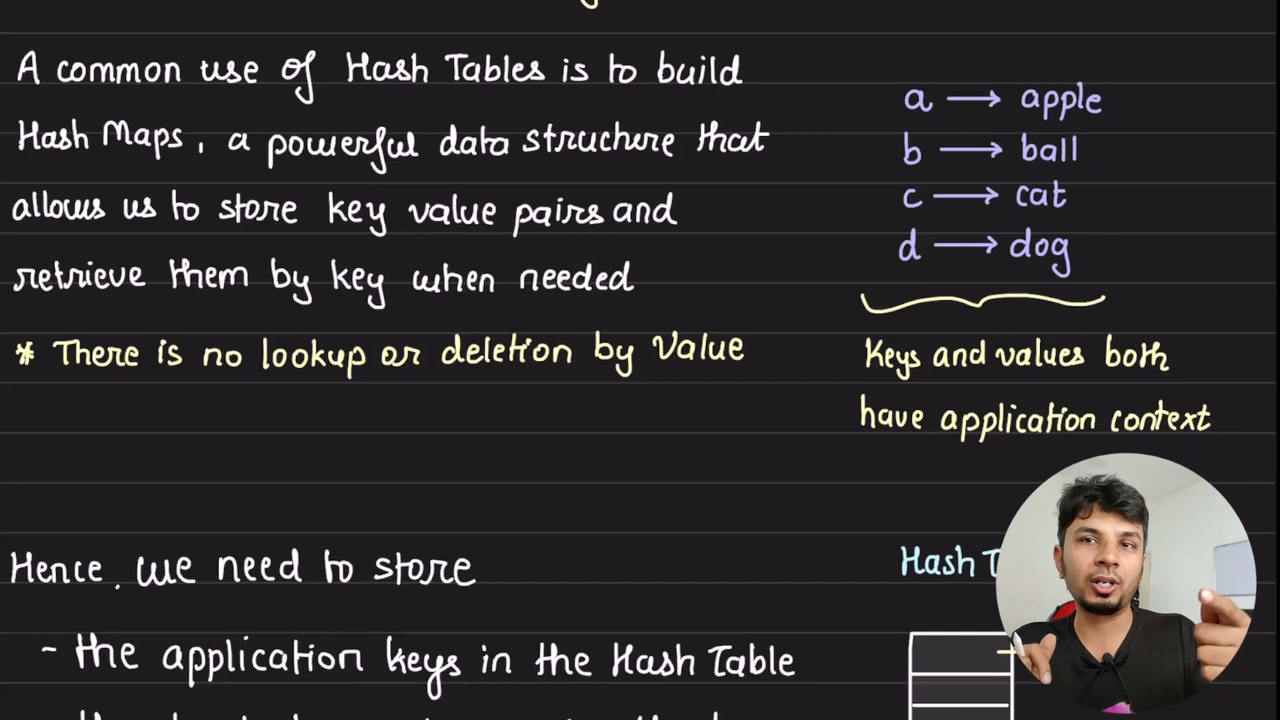 A common use of Hash Tables is to build
Hash Maps, a powerful data structure that
allows us to store key value pairs and
retrieve them by key when needed
* There is no lookup or deletion by Value
a → apple
b → ball
c → cat
d → dog
Keys and values both
have application context
Hence, we need to store
- the application keys in the Hash Table
Hash